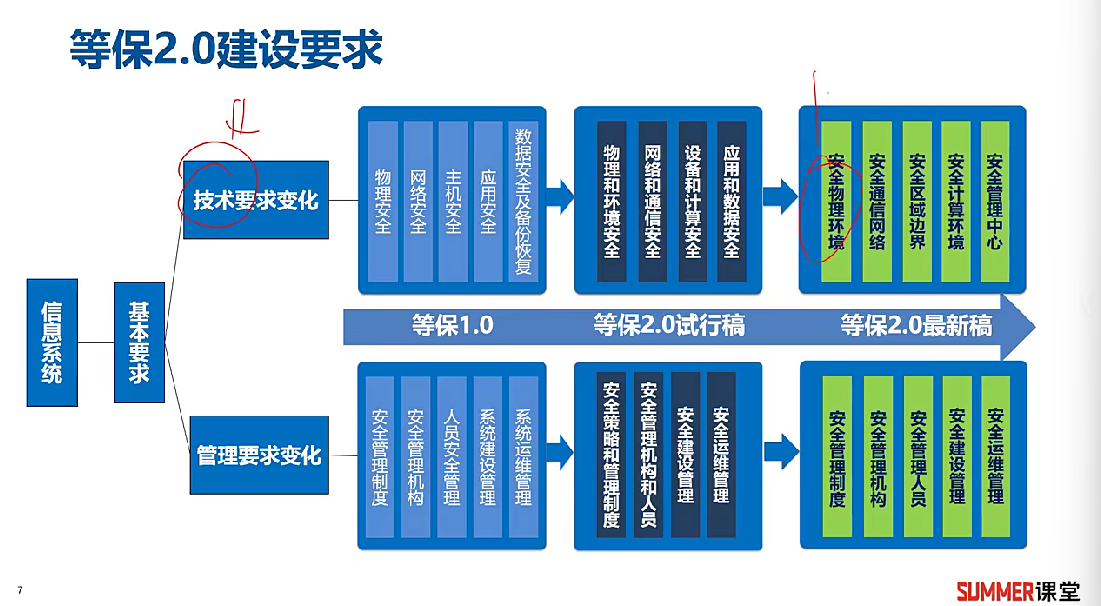 等保2.0建设要求
信息系统
基本要求
技术要求变化
物理安全
网络安全
主机安全
应用安全
数据安全及备份恢复
物理和环境安全
网络和通信安全
设备和计算安全
应用和数据安全
安全物理环境
安全通信网络
安全区域边界
安全计算环境
安全管理中心
等保1.0
等保2.0试行稿
等保2.0最新稿
管理要求变化
安全管理制度
安全管理机构
人员安全管理
系统建设管理
系统运维管理
安全策略和管理制度
安全管理机构和人员
安全建设管理
安全运维管理
安全管理制度
安全管理机构
安全管理人员
安全建设管理
安全运维管理
7
SUMMER课堂